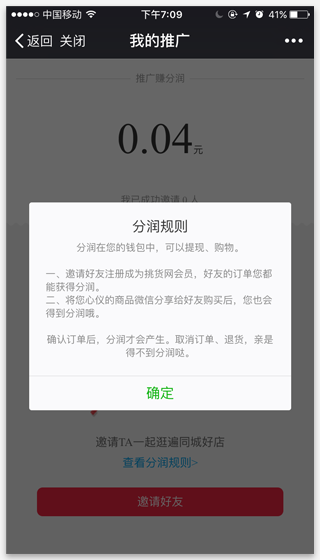 中国移动 下午7:09 41%
返回 关闭 我的推广
推广赚分润
0.04元
我已成功邀请 0 人
分润规则
分润在您的钱包中，可以提现、购物。
一、邀请好友注册成为挑货网会员，好友的订单您都
能获得分润。
二、将您心仪的商品微信分享给好友购买后，您也会
得到分润哦。
确认订单后，分润才会产生。取消订单、退货，亲是
得不到分润哒。
确定
邀请TA一起逛遍同城好店
查看分润规则>
邀请好友